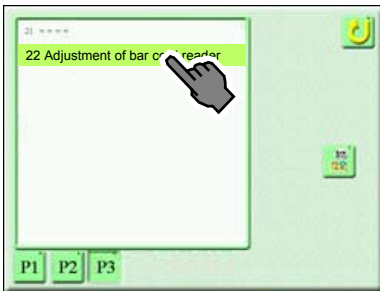 21 ====
22 Adjustment of bar reader
P1 P2 P3